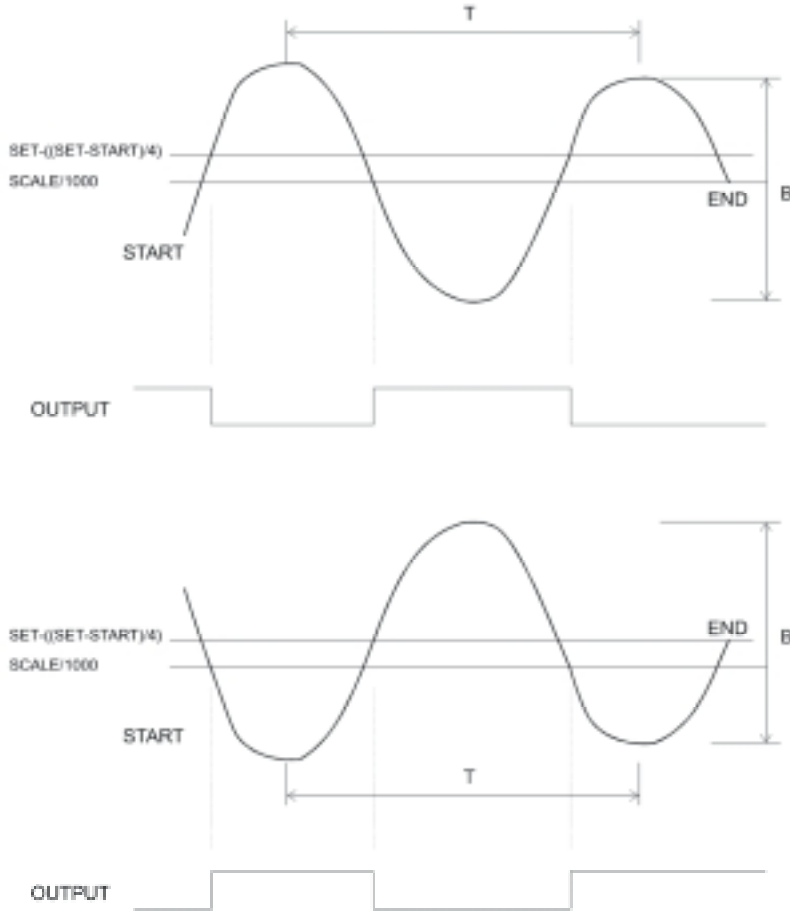 T
SET-((SET-START)/4)
SCALE/1000
END
B
START
OUTPUT
SET-((SET-START)/4)
END
B
SCALE/1000
START
T
OUTPUT